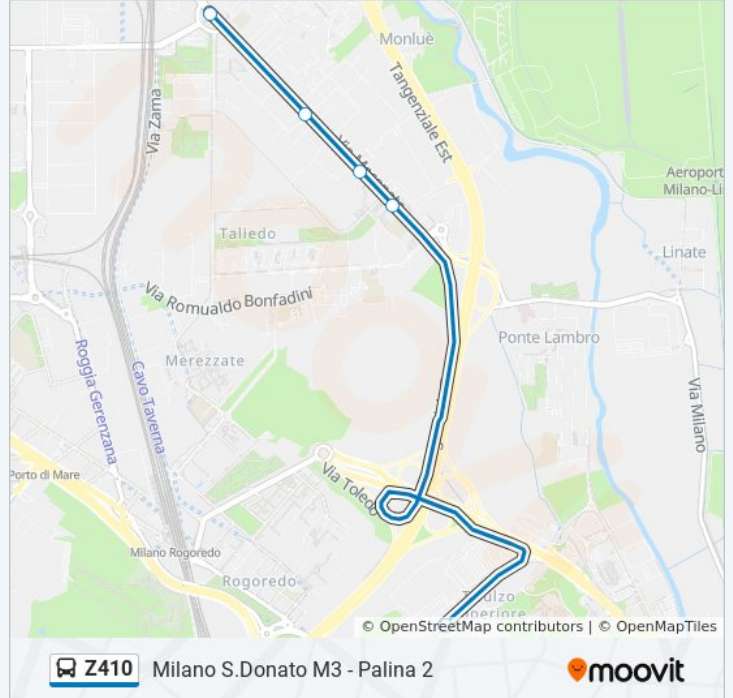 Monluè
Tangenziale Est
Via Zama
Aeroport
Milano-Li
Taliedo
Linate
Via Romualdo Bonfadini
Ponte Lambro
Roggia Gerenzana
Cavo Taverna
Merezzate
Via Milano
Porto di Mare
Via Toledo
Milano Rogoredo
Rogoredo
© OpenStreetMap contributors | © OpenMapTiles
Z410 Milano S.Donato M3 - Palina 2
moovit